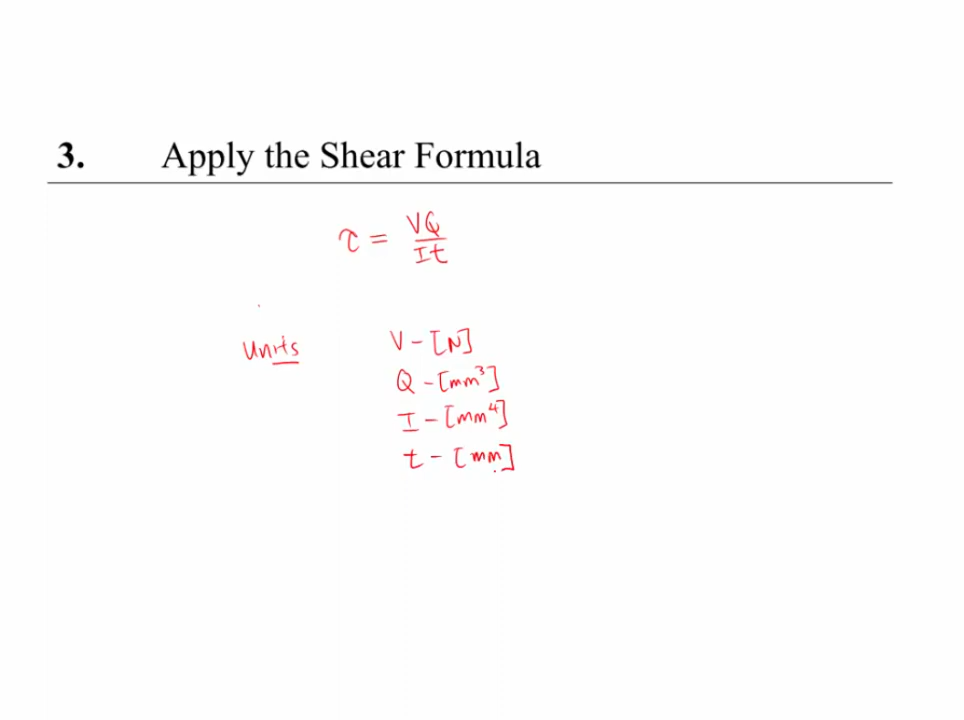 3. Apply the Shear Formula
τ = VQ/It
Units
V - [N]
Q - [mm³]
I - [mm⁴]
t - [mm]